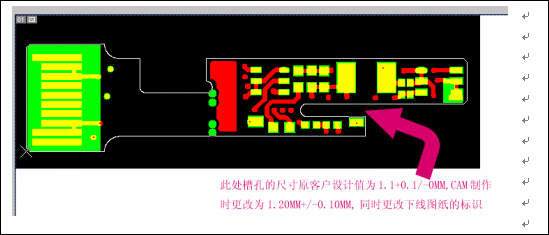 此处槽孔的尺寸原客户设计值为1.1+0.1/-0MM,CAM制作
时更改为1.20MM+/-0.10MM, 同时更改下线图纸的标识